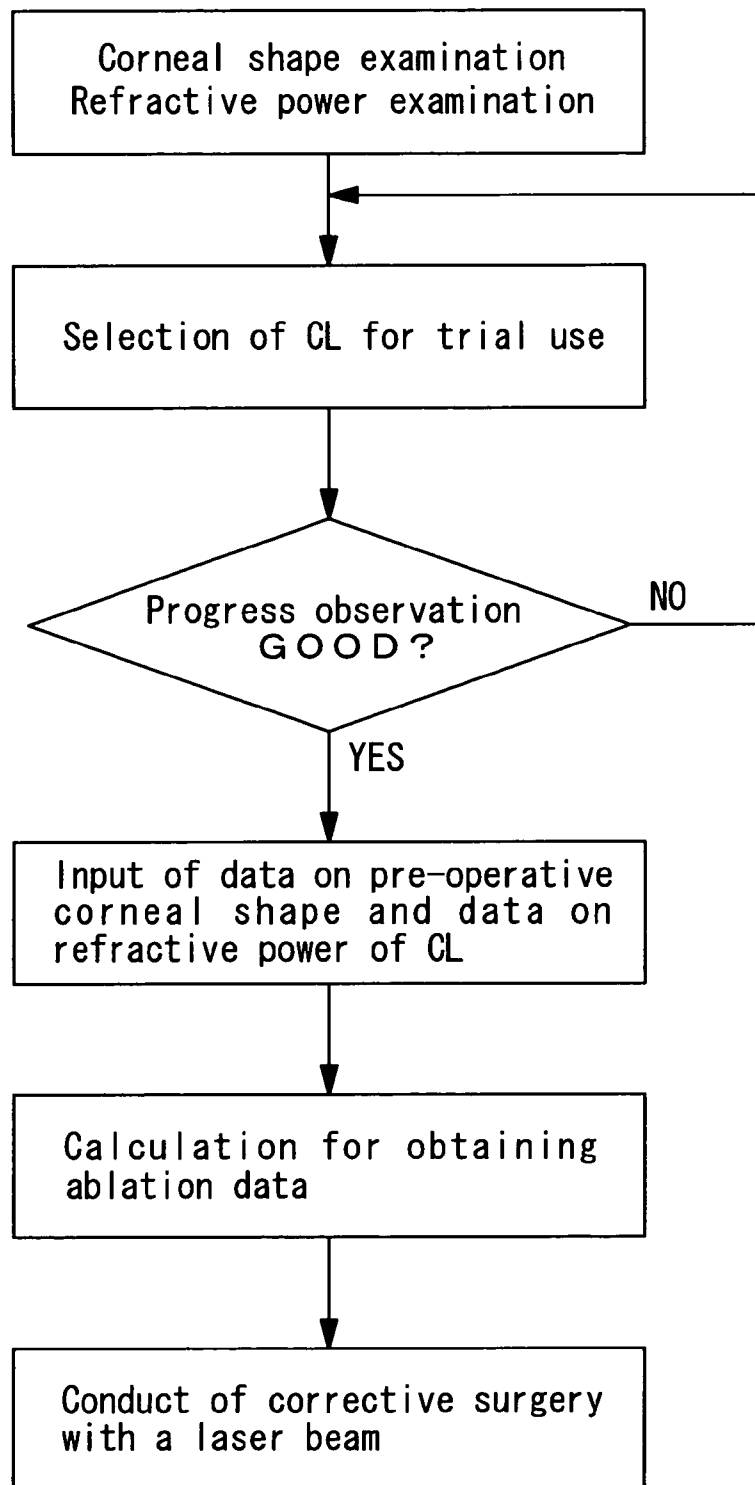 Corneal shape examination
Refractive power examination
Selection of CL for trial use
Progress observation
GOOD?
NO
YES
Input of data on pre-operative
corneal shape and data on
refractive power of CL
Calculation for obtaining
ablation data
Conduct of corrective surgery
with a laser beam